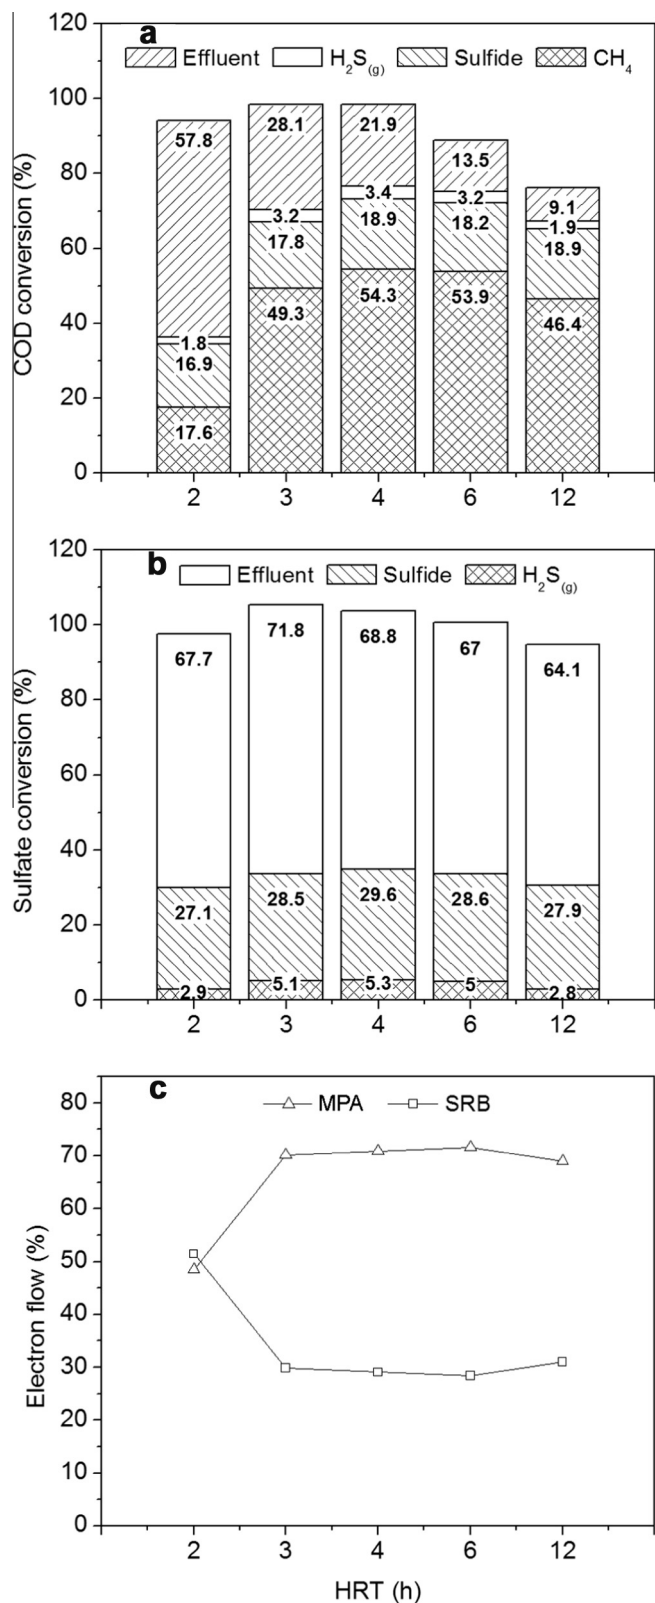 a
Effluent H₂S₍g₎ Sulfide CH₄
COD conversion (%)
120
100
80
60
40
20
0
57.8 28.1 21.9 13.5 9.1
1.8 3.2 3.4 3.2 1.9
16.9 17.8 18.9 18.2 18.9
17.6 49.3 54.3 53.9 46.4
2 3 4 6 12
b
Effluent Sulfide H₂S₍g₎
Sulfate conversion (%)
120
100
80
60
40
20
0
67.7 71.8 68.8 67 64.1
27.1 28.5 29.6 28.6 27.9
2.9 5.1 5.3 5 2.8
2 3 4 6 12
c
MPA SRB
Electron flow (%)
80
70
60
50
40
30
20
10
0
2 3 4 6 12
HRT (h)